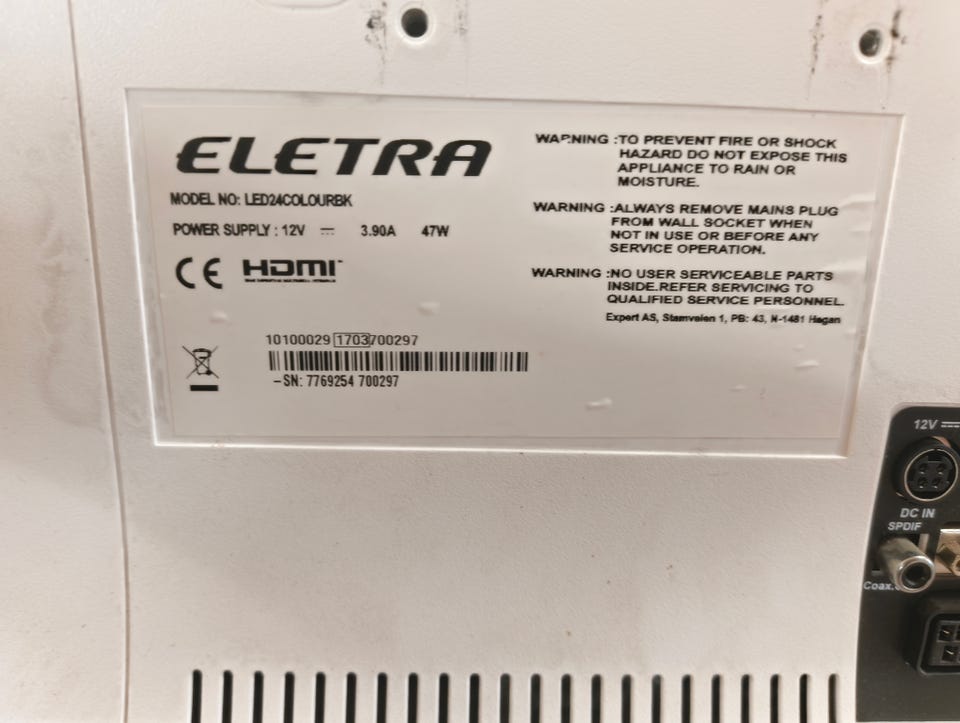 ELETRA
MODEL NO: LED24COLOURBK
POWER SUPPLY : 12V ⎓ 3.90A 47W
CE HDMI
WARNING :TO PREVENT FIRE OR SHOCK
HAZARD DO NOT EXPOSE THIS
APPLIANCE TO RAIN OR
MOISTURE.
WARNING :ALWAYS REMOVE MAINS PLUG
FROM WALL SOCKET WHEN
NOT IN USE OR BEFORE ANY
SERVICE OPERATION.
WARNING :NO USER SERVICEABLE PARTS
INSIDE.REFER SERVICING TO
QUALIFIED SERVICE PERSONNEL.
Expert AS, Stamveien 1, PB: 43, N-1481 Hagan
10100029 1703700297
-SN: 7769254 700297
12V ⎓
DC IN
SPDIF
Coax.